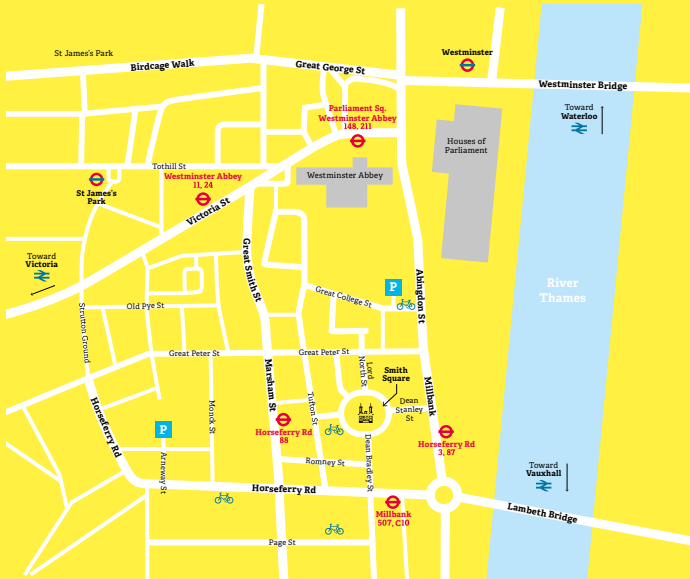 St James's Park
Birdcage Walk
Great George St
Westminster
Westminster Bridge
Parliament Sq.
Westminster Abbey
148, 211
Toward
Waterloo
Houses of
Parliament
Tothill St
Westminster Abbey
11, 24
Westminster Abbey
St James's
Park
Victoria St
Toward
Victoria
Great Smith St
Abingdon St
River
Thames
P
Great College St
Old Pye St
Strutton Ground
Great Peter St
Great Peter St
Lord
North St
Smith
Square
Marsham St
Millbank
Horseferry Rd
Monck St
Tufton St
Dean
Stanley
St
P
Horseferry Rd
88
Horseferry Rd
3, 87
Arneway St
Romney St
Dean Bradley St
Toward
Vauxhall
Horseferry Rd
Millbank
507, C10
Lambeth Bridge
Page St